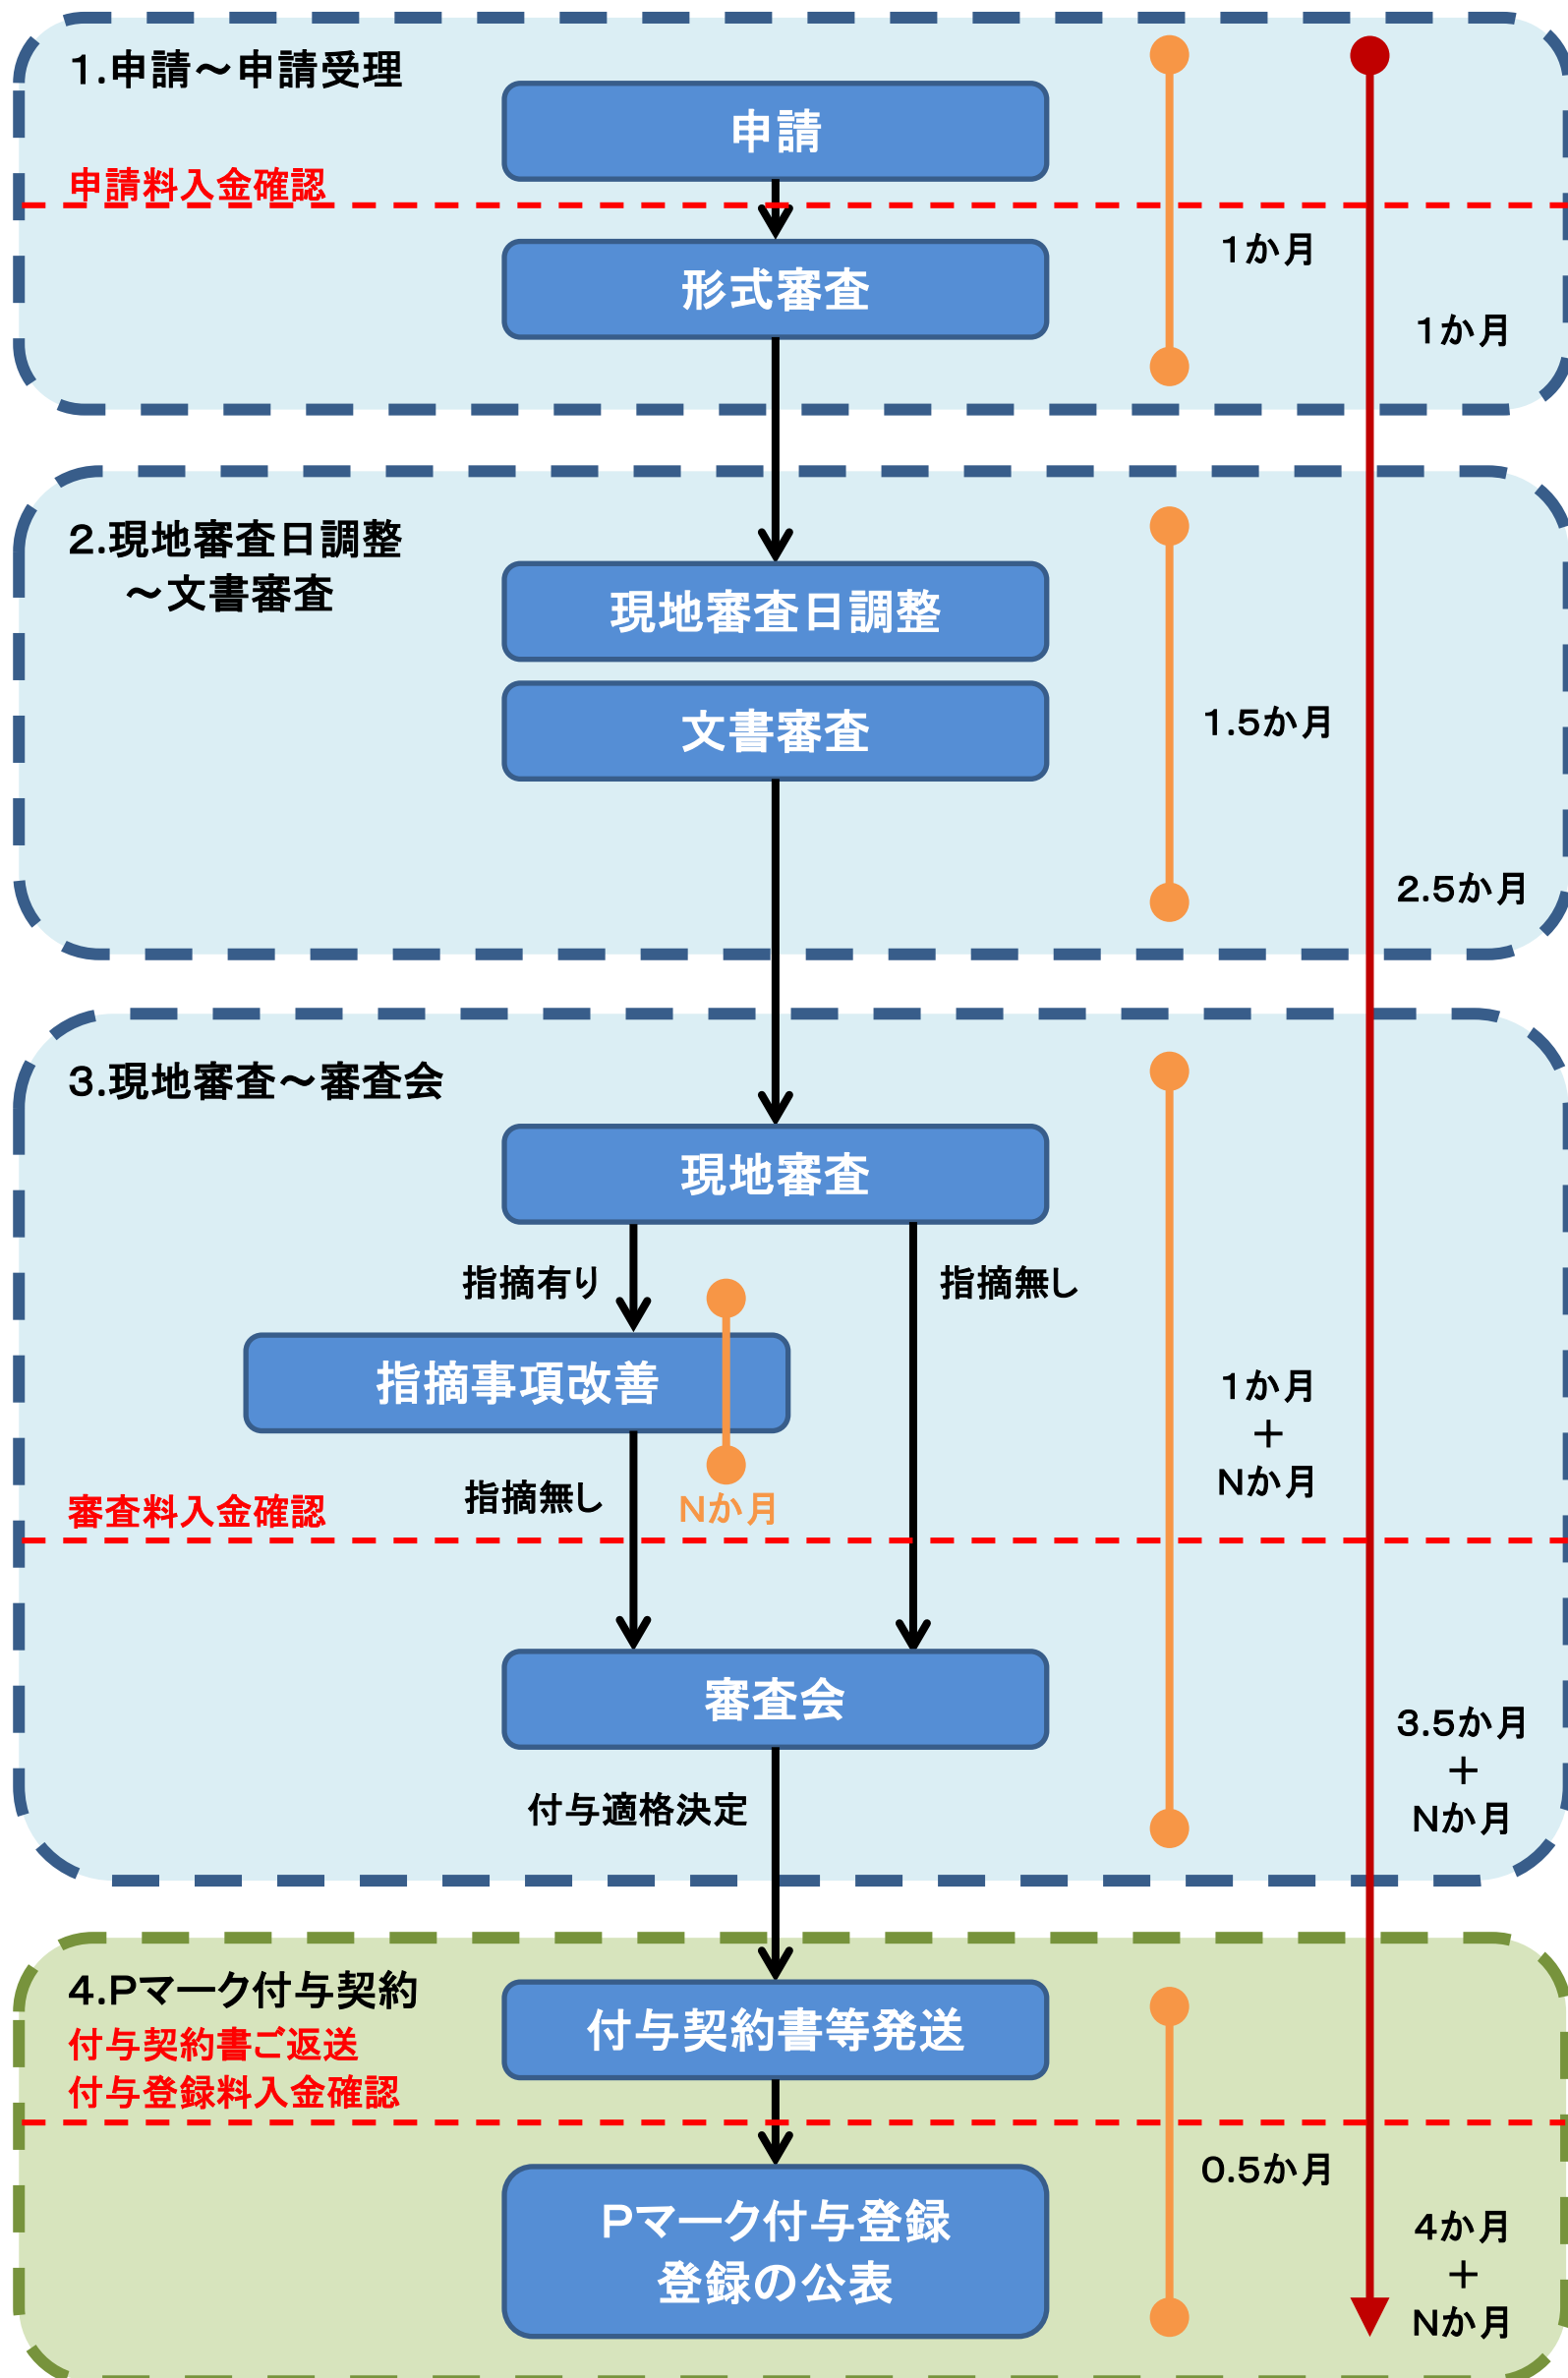 1.申請～申請受理
申請
申請料入金確認
1か月
形式審査
1か月
2.現地審査日調整
～文書審査
現地審査日調整
文書審査
1.5か月
2.5か月
3.現地審査～審査会
現地審査
指摘有り
指摘無し
指摘事項改善
1か月
＋
Nか月
指摘無し
Nか月
審査料入金確認
審査会
3.5か月
＋
Nか月
付与適格決定
4.Pマーク付与契約
付与契約書ご返送
付与登録料入金確認
付与契約書等発送
0.5か月
Pマーク付与登録
登録の公表
4か月
＋
Nか月